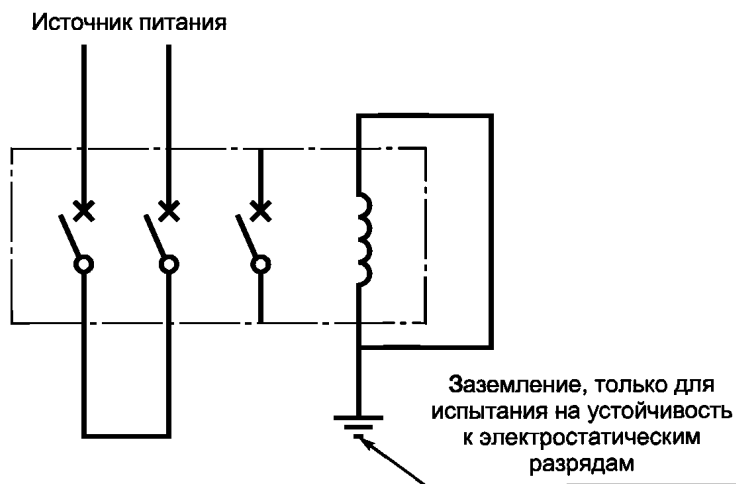 Источник питания
Заземление, только для
испытания на устойчивость
к электростатическим
разрядам